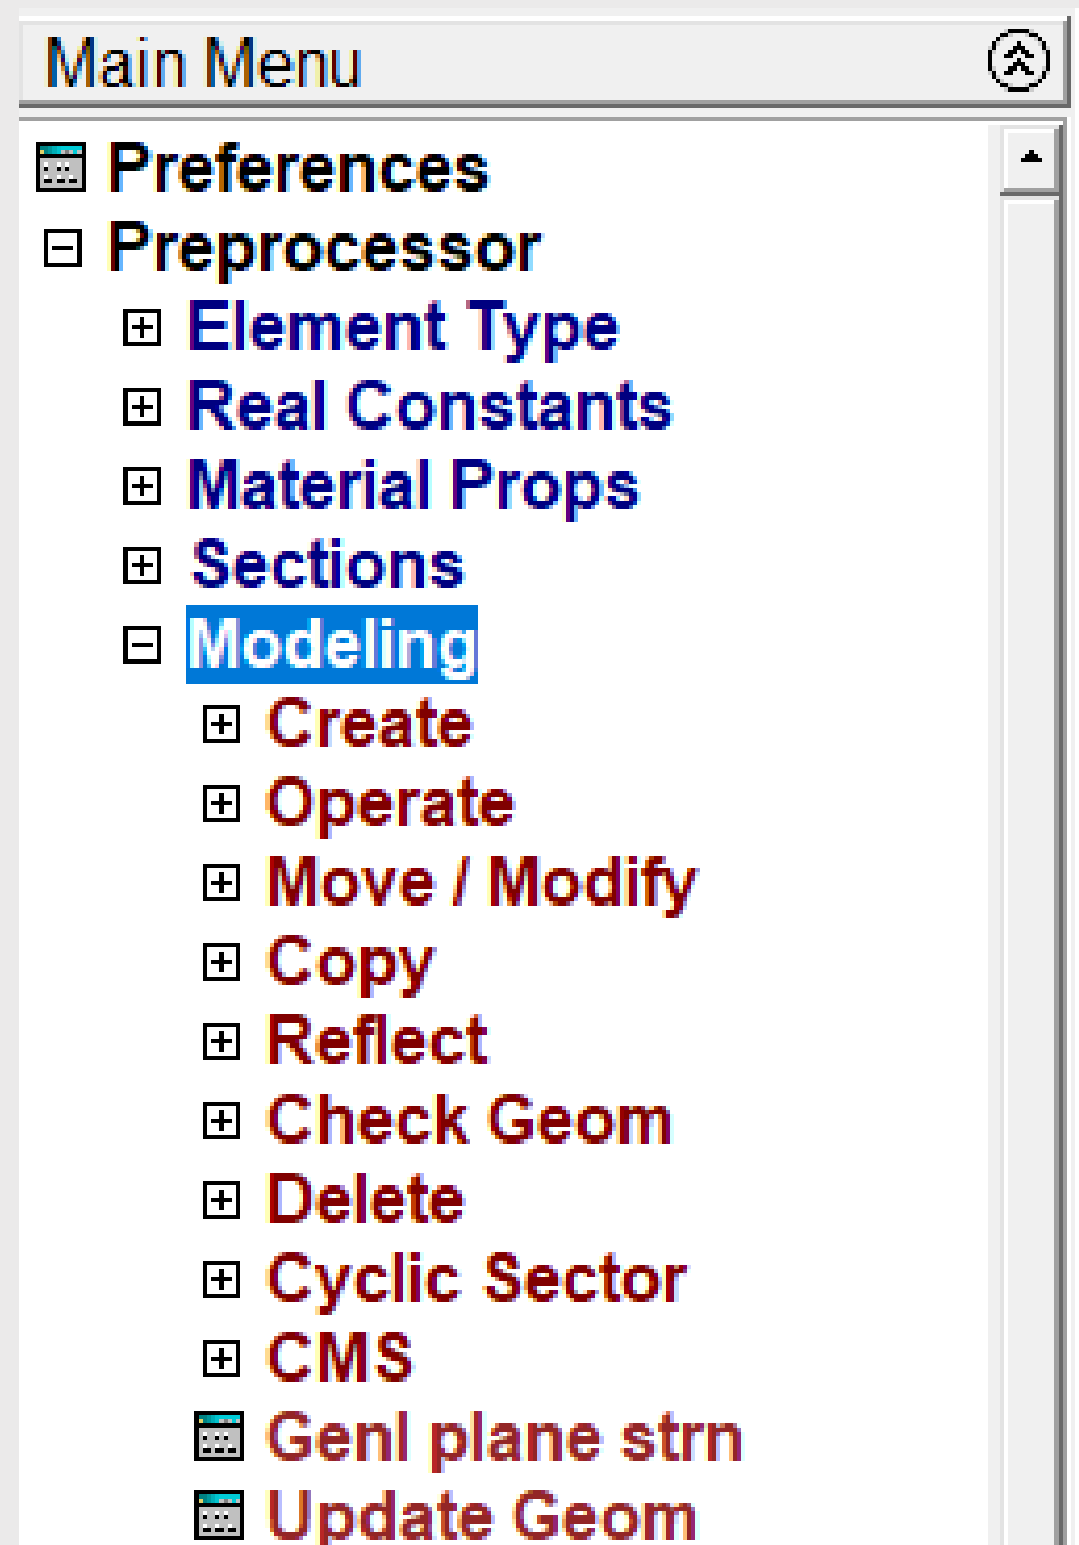 Main Menu
Preferences
Preprocessor
Element Type
Real Constants
Material Props
Sections
Modeling
Create
Operate
Move / Modify
Copy
Reflect
Check Geom
Delete
Cyclic Sector
CMS
Genl plane strn
Update Geom